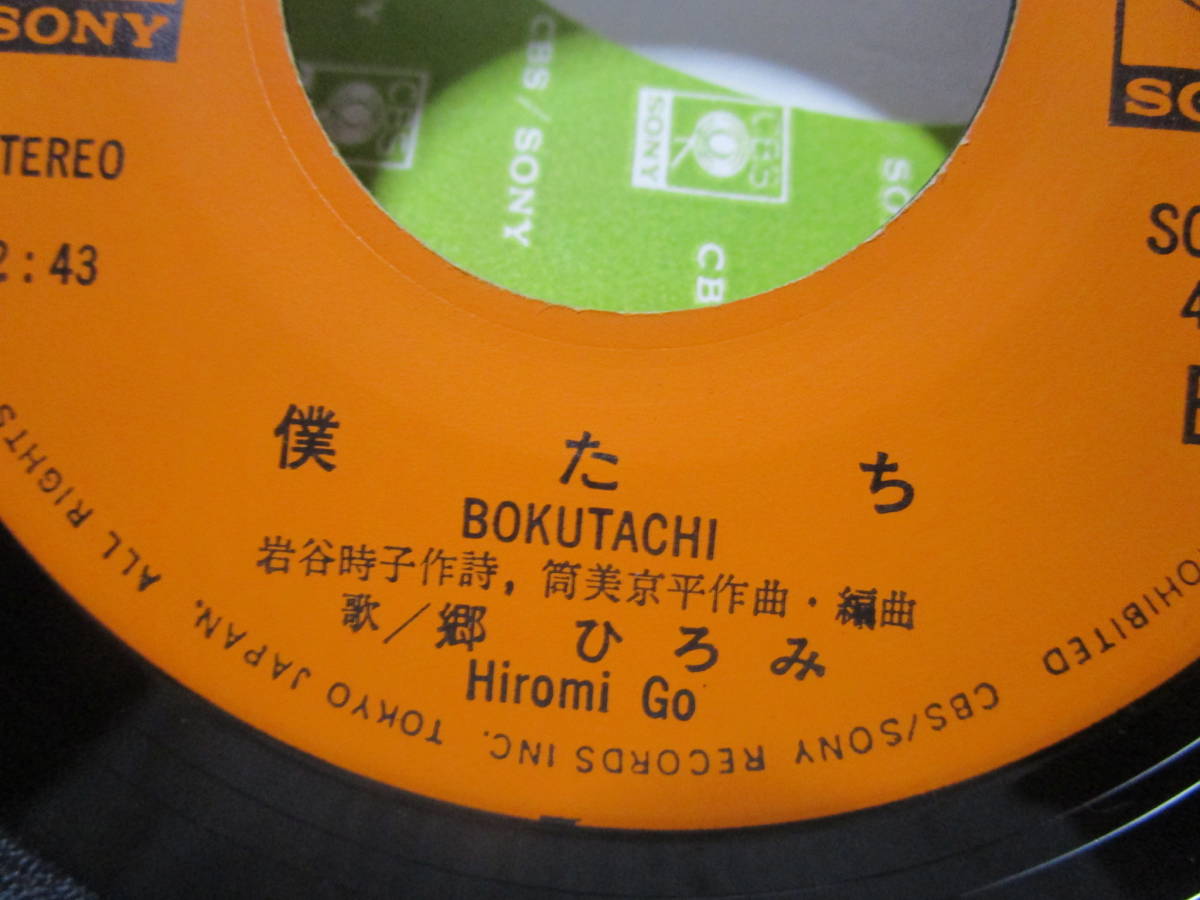 SONY
CBS/SONY
CBS
SONY
STEREO
2:43
僕たち
BOKUTACHI
岩谷時子作詩, 筒美京平作曲・編曲
歌/郷 ひろみ
Hiromi Go
CBS/SONY RECORDS INC. TOKYO JAPAN. ALL RIGHTS